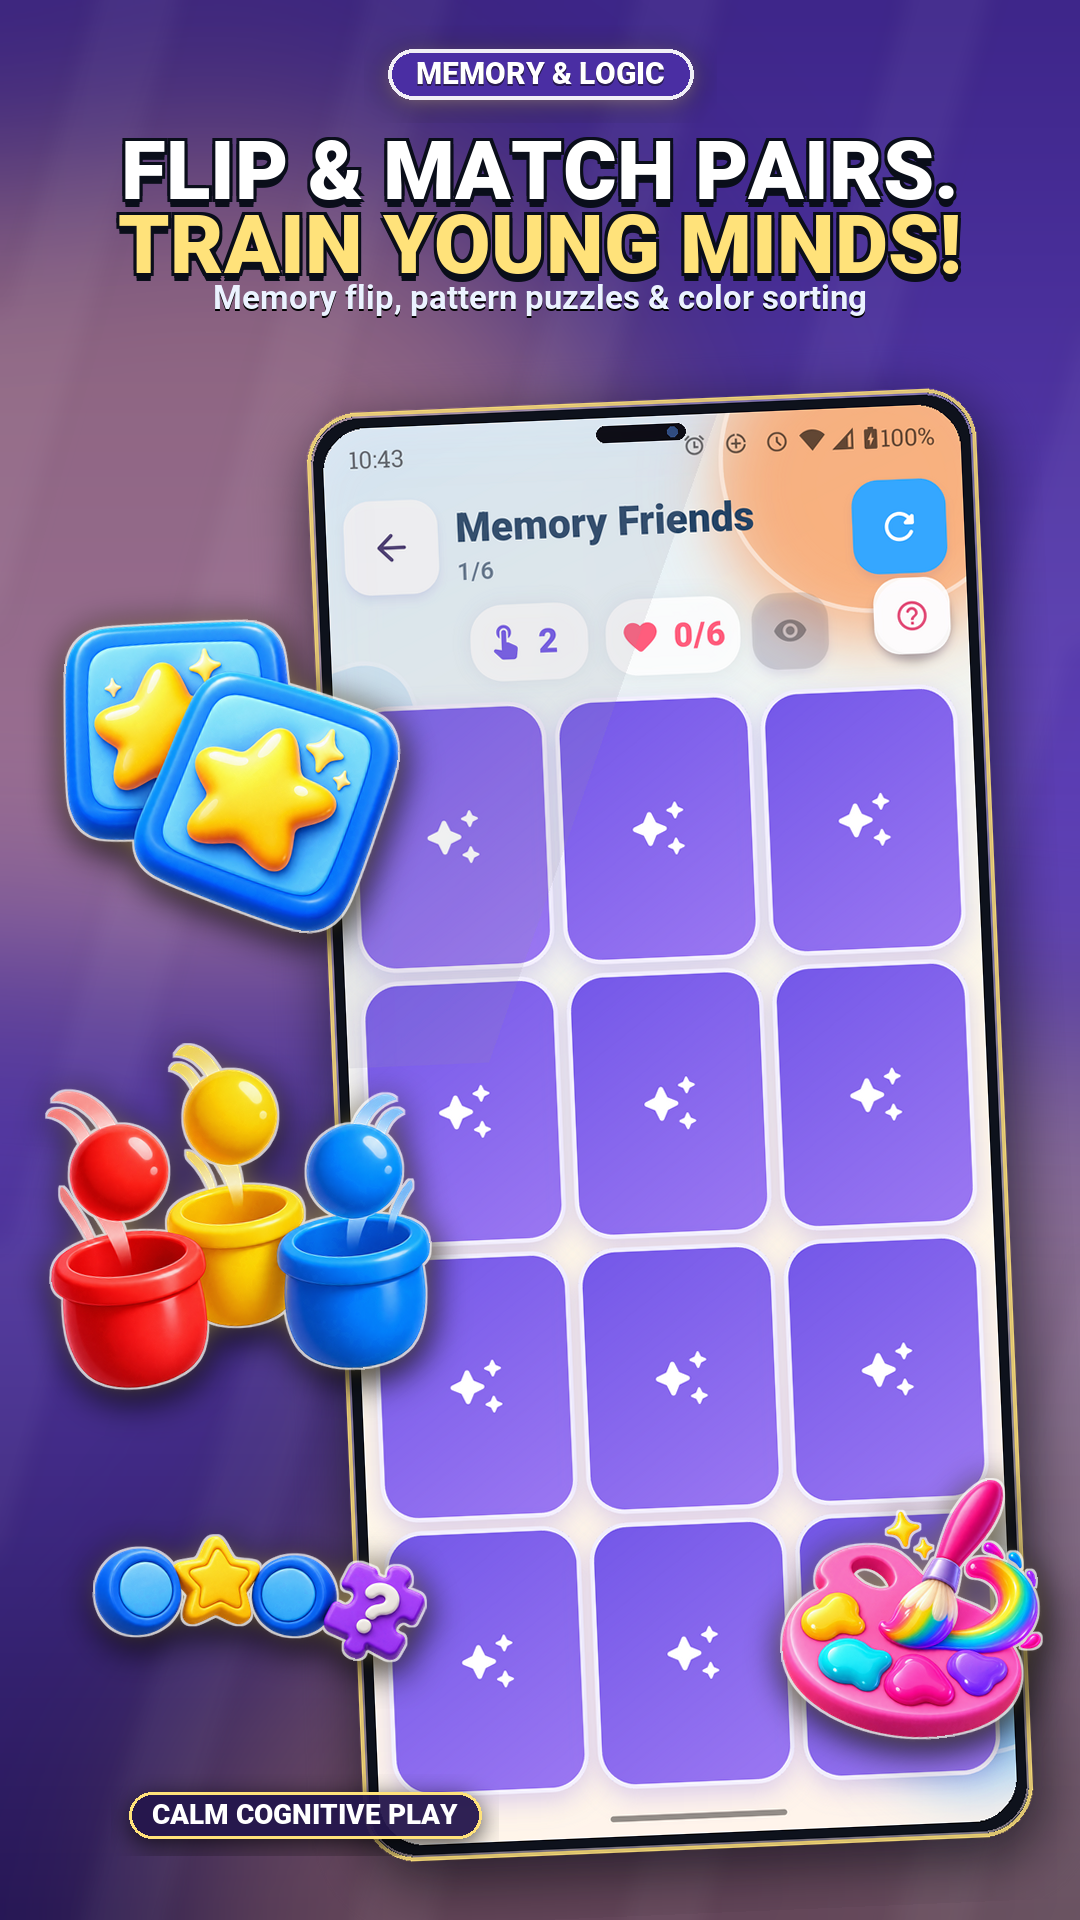 MEMORY & LOGIC
FLIP & MATCH PAIRS.
TRAIN YOUNG MINDS!
Memory flip, pattern puzzles & color sorting
10:43
100%
Memory Friends
1/6
2
0/6
?
?
CALM COGNITIVE PLAY